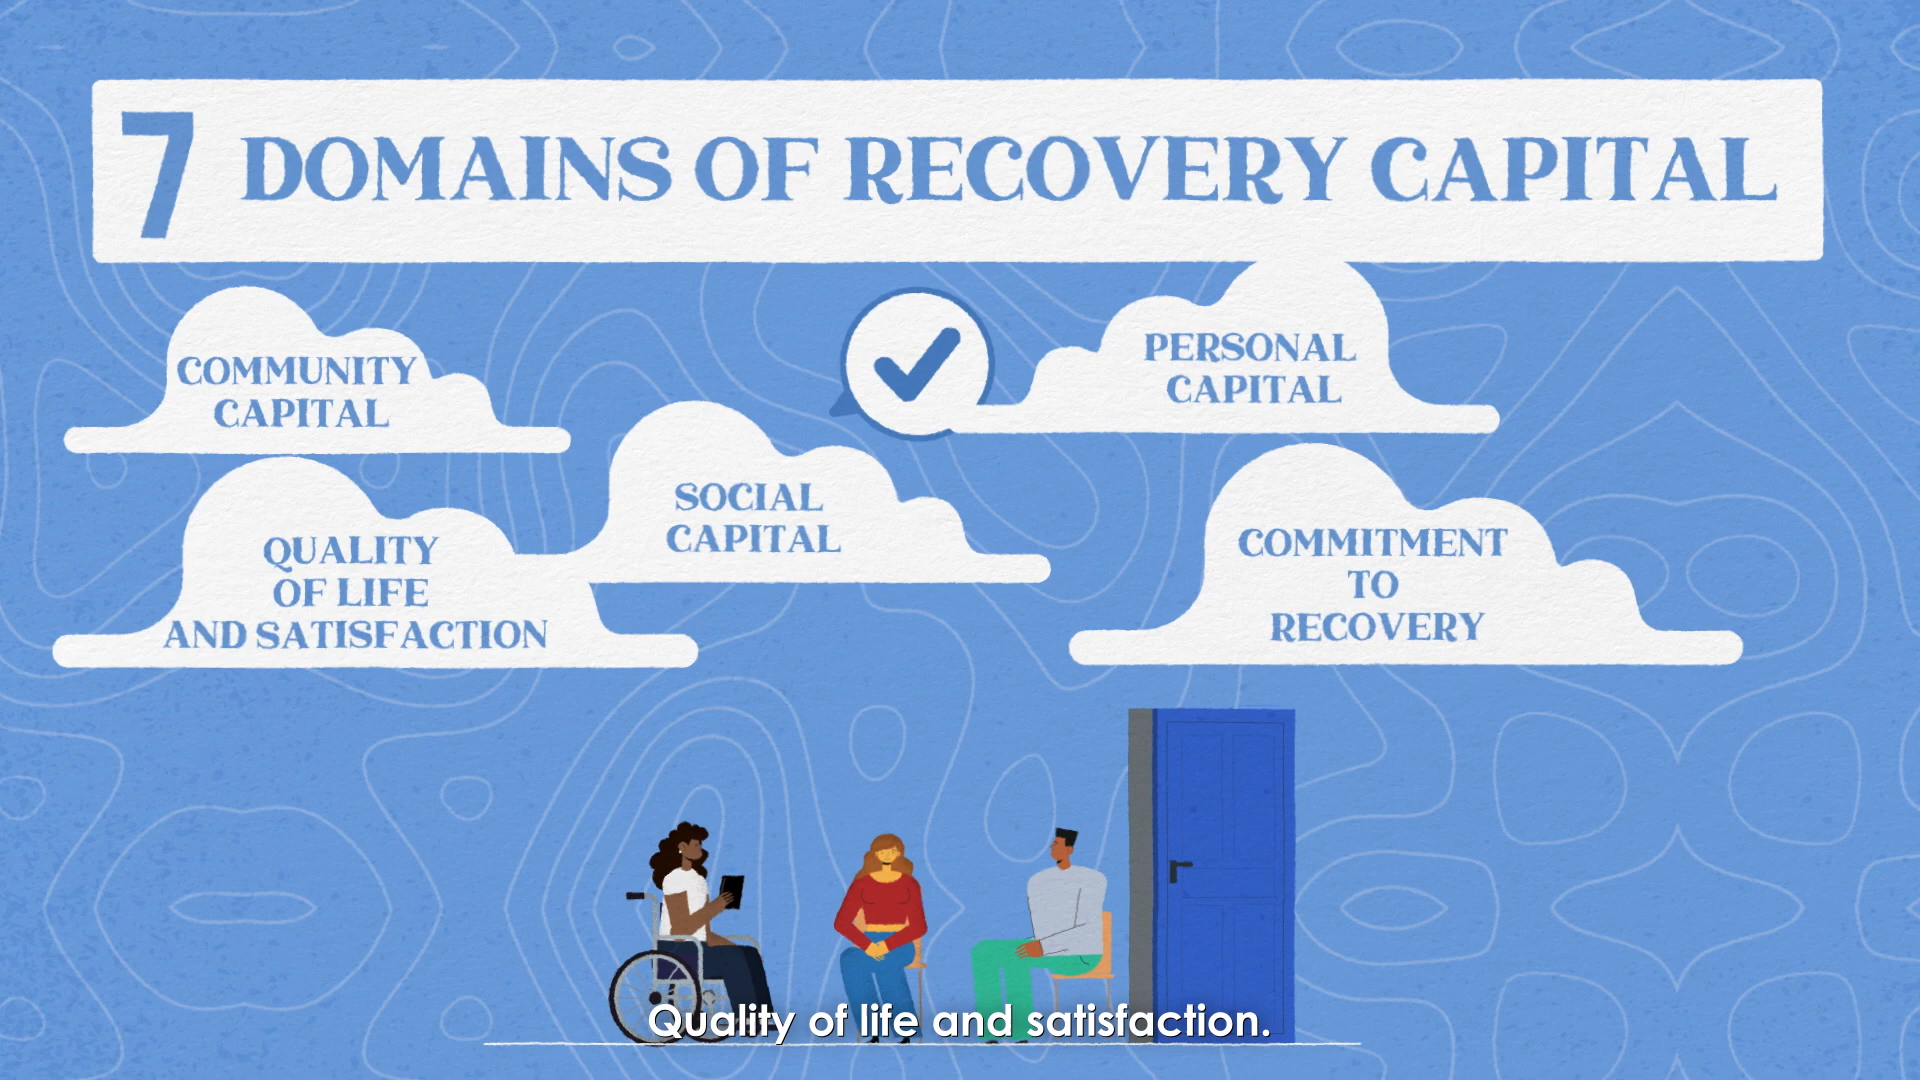 7 DOMAINS OF RECOVERY CAPITAL
COMMUNITY
CAPITAL
PERSONAL
CAPITAL
SOCIAL
CAPITAL
QUALITY
OF LIFE
AND SATISFACTION
COMMITMENT
TO
RECOVERY
Quality of life and satisfaction.